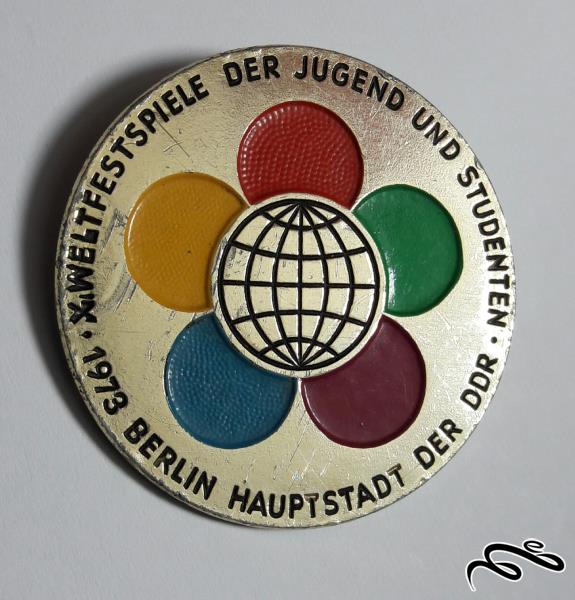 X. WELTFESTSPIELE DER JUGEND UND STUDENTEN ·
1973 BERLIN HAUPTSTADT DER DDR ·